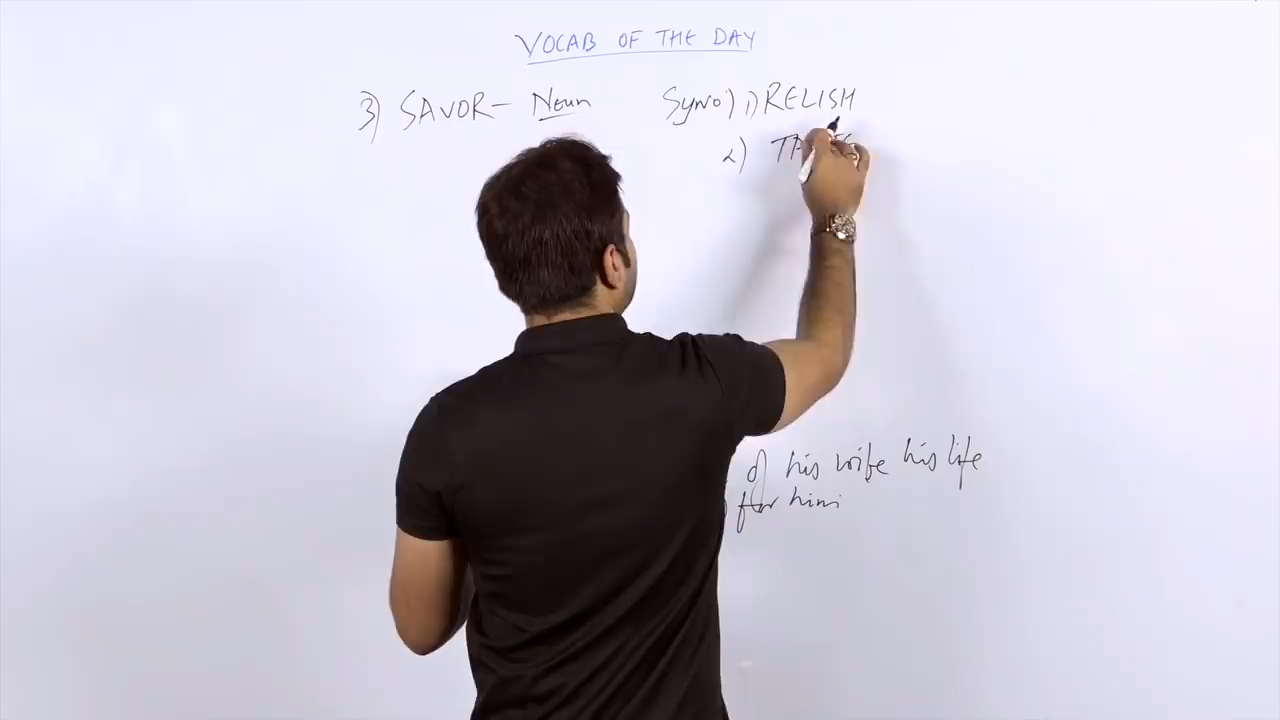 VOCAB OF THE DAY
3) SAVOR - Noun Syno) 1) RELISH
2)
of his wife his life
for him